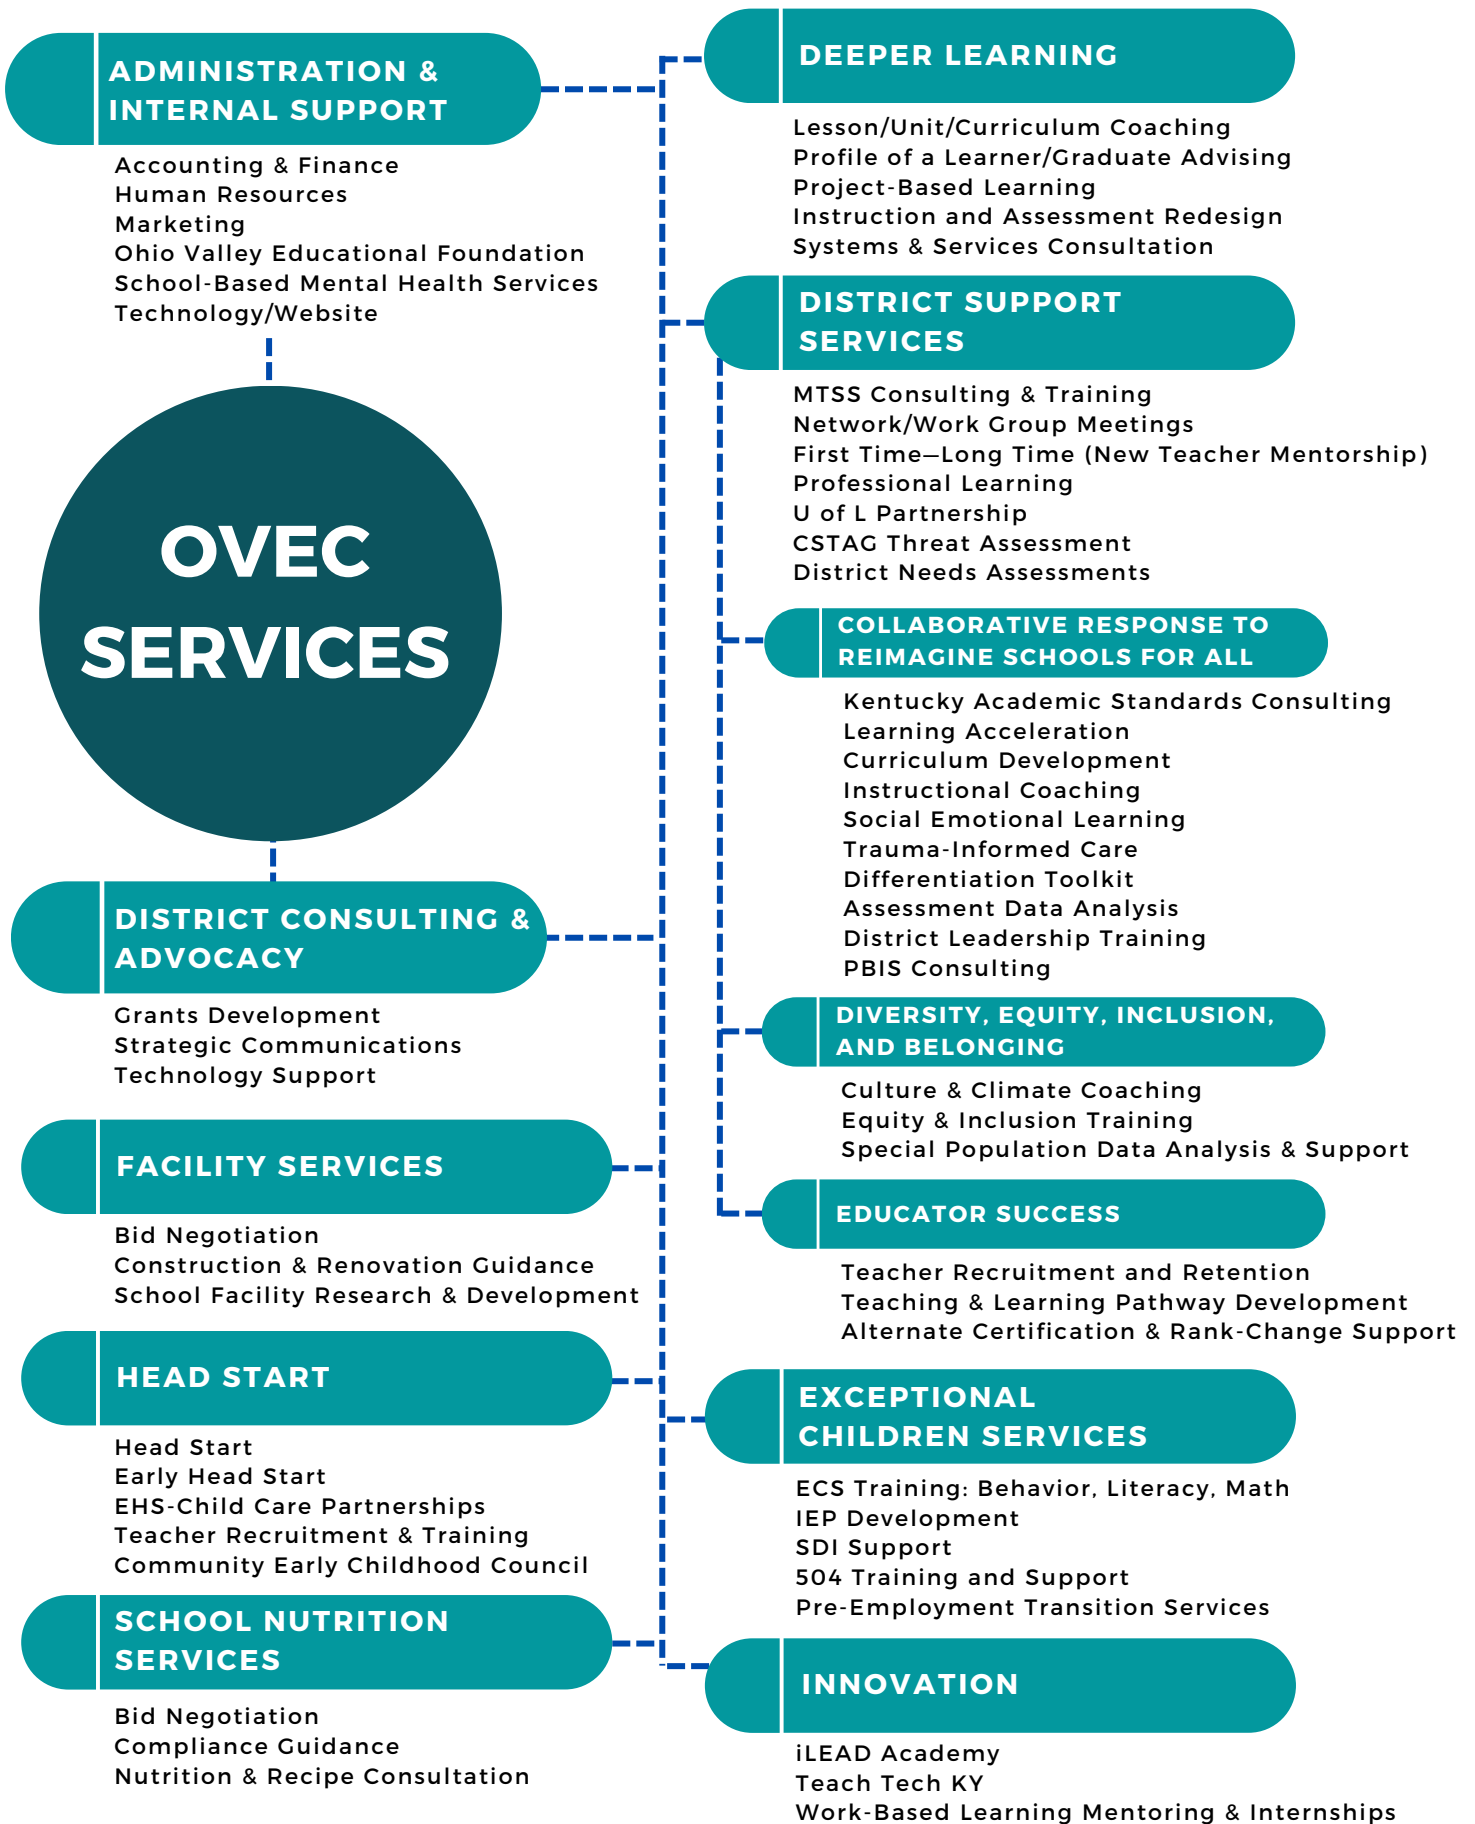 ADMINISTRATION &
INTERNAL SUPPORT
Accounting & Finance
Human Resources
Marketing
Ohio Valley Educational Foundation
School-Based Mental Health Services
Technology/Website
OVEC
SERVICES
DISTRICT CONSULTING &
ADVOCACY
Grants Development
Strategic Communications
Technology Support
FACILITY SERVICES
Bid Negotiation
Construction & Renovation Guidance
School Facility Research & Development
HEAD START
Head Start
Early Head Start
EHS-Child Care Partnerships
Teacher Recruitment & Training
Community Early Childhood Council
SCHOOL NUTRITION
SERVICES
Bid Negotiation
Compliance Guidance
Nutrition & Recipe Consultation
DEEPER LEARNING
Lesson/Unit/Curriculum Coaching
Profile of a Learner/Graduate Advising
Project-Based Learning
Instruction and Assessment Redesign
Systems & Services Consultation
DISTRICT SUPPORT
SERVICES
MTSS Consulting & Training
Network/Work Group Meetings
First Time—Long Time (New Teacher Mentorship)
Professional Learning
U of L Partnership
CSTAG Threat Assessment
District Needs Assessments
COLLABORATIVE RESPONSE TO
REIMAGINE SCHOOLS FOR ALL
Kentucky Academic Standards Consulting
Learning Acceleration
Curriculum Development
Instructional Coaching
Social Emotional Learning
Trauma-Informed Care
Differentiation Toolkit
Assessment Data Analysis
District Leadership Training
PBIS Consulting
DIVERSITY, EQUITY, INCLUSION,
AND BELONGING
Culture & Climate Coaching
Equity & Inclusion Training
Special Population Data Analysis & Support
EDUCATOR SUCCESS
Teacher Recruitment and Retention
Teaching & Learning Pathway Development
Alternate Certification & Rank-Change Support
EXCEPTIONAL
CHILDREN SERVICES
ECS Training: Behavior, Literacy, Math
IEP Development
SDI Support
504 Training and Support
Pre-Employment Transition Services
INNOVATION
iLEAD Academy
Teach Tech KY
Work-Based Learning Mentoring & Internships